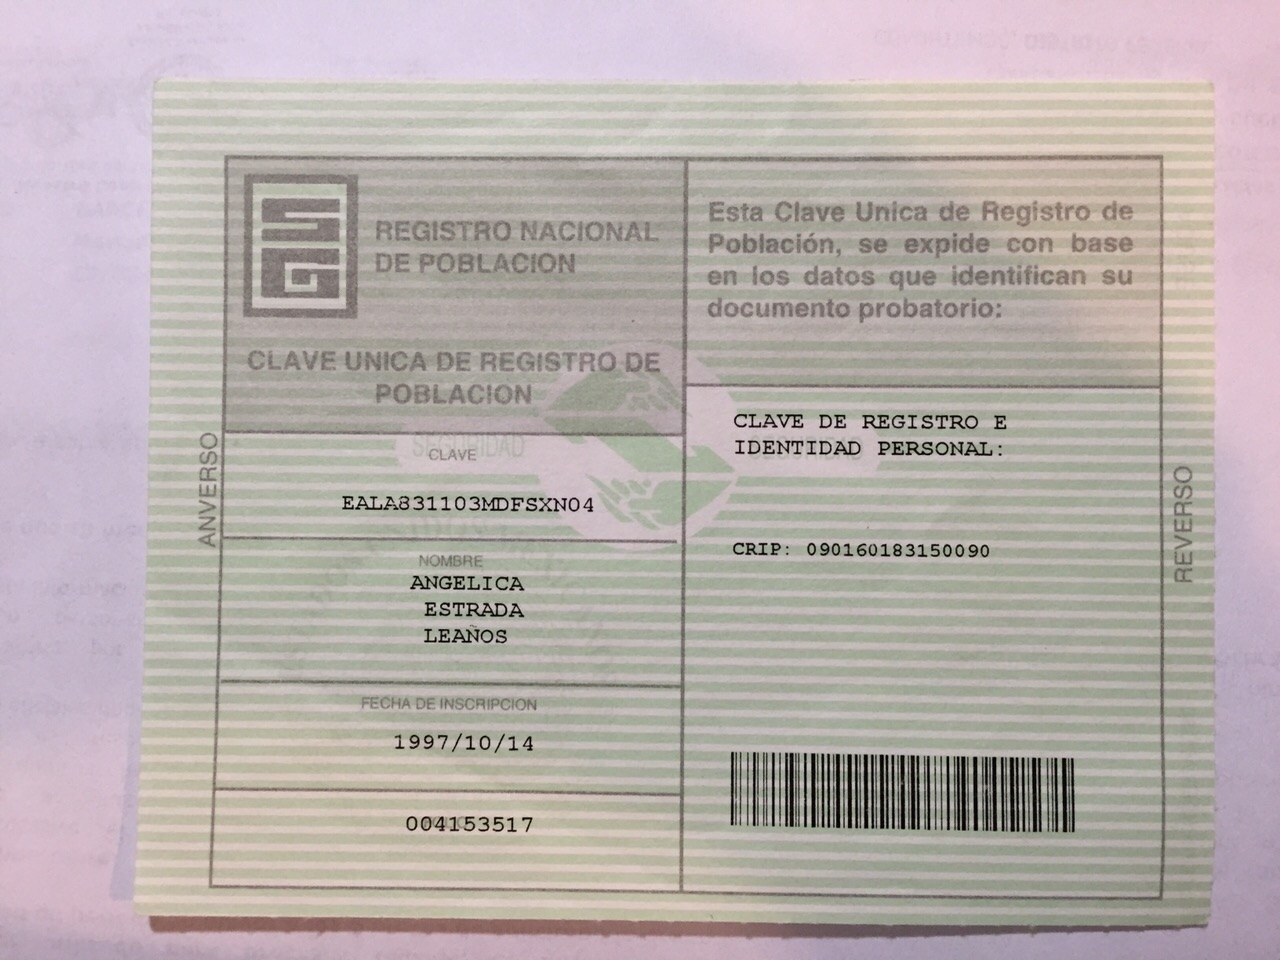 ANVERSO
SG
REGISTRO NACIONAL
DE POBLACION
CLAVE UNICA DE REGISTRO DE
POBLACION
SEGURIDAD
CLAVE
EALA831103MDFSXN04
NOMBRE
ANGELICA
ESTRADA
LEAÑOS
FECHA DE INSCRIPCION
1997/10/14
004153517
Esta Clave Unica de Registro de
Población, se expide con base
en los datos que identifican su
documento probatorio:
CLAVE DE REGISTRO E
IDENTIDAD PERSONAL:
SEGURIDAD
CRIP: 090160183150090
REVERSO